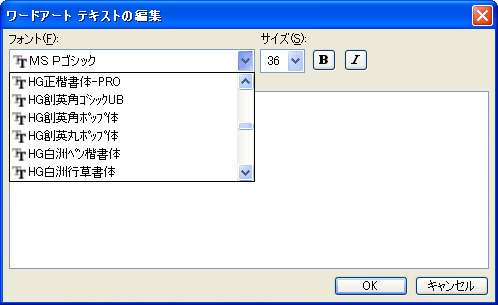 ワードアート テキストの編集
フォント(F):
サイズ(S):
MS Pゴシック
36
B
I
HG正楷書体-PRO
HG創英角ｺﾞｼｯｸUB
HG創英角ﾎﾟｯﾌﾟ体
HG創英丸ﾎﾟｯﾌﾟ体
HG白洲ﾍﾟﾝ楷書体
HG白洲行草書体
OK
キャンセル